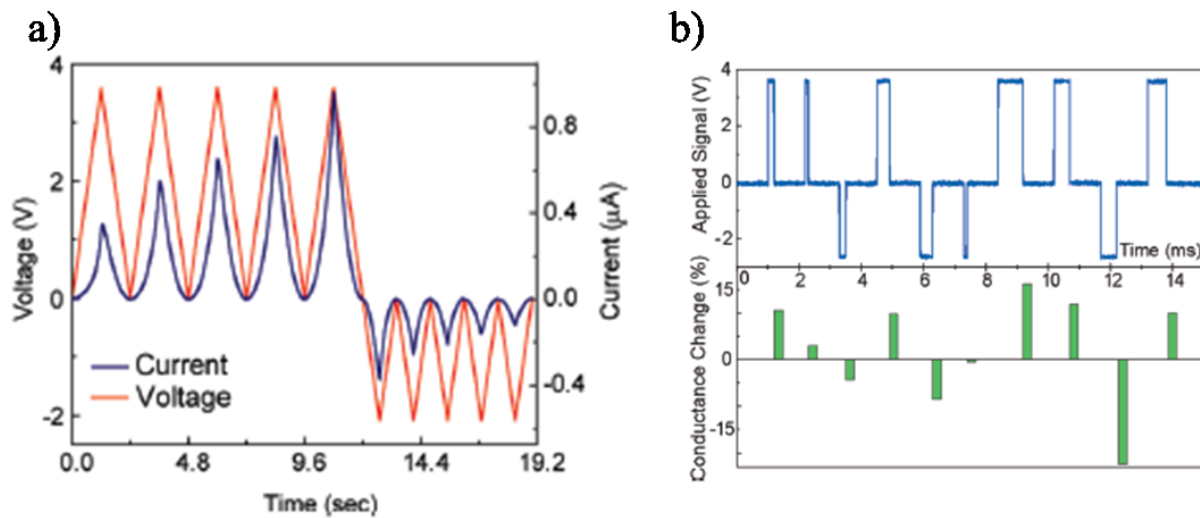 a)
4
2
0
-2
Voltage (V)
0.8
0.4
0.0
-0.4
Current (µA)
Current
Voltage
0.0 4.8 9.6 14.4 19.2
Time (sec)
b)
4
2
0
-2
Applied Signal (V)
Time (ms)
0 2 4 6 8 10 12 14
15
0
-15
Conductance Change (%)